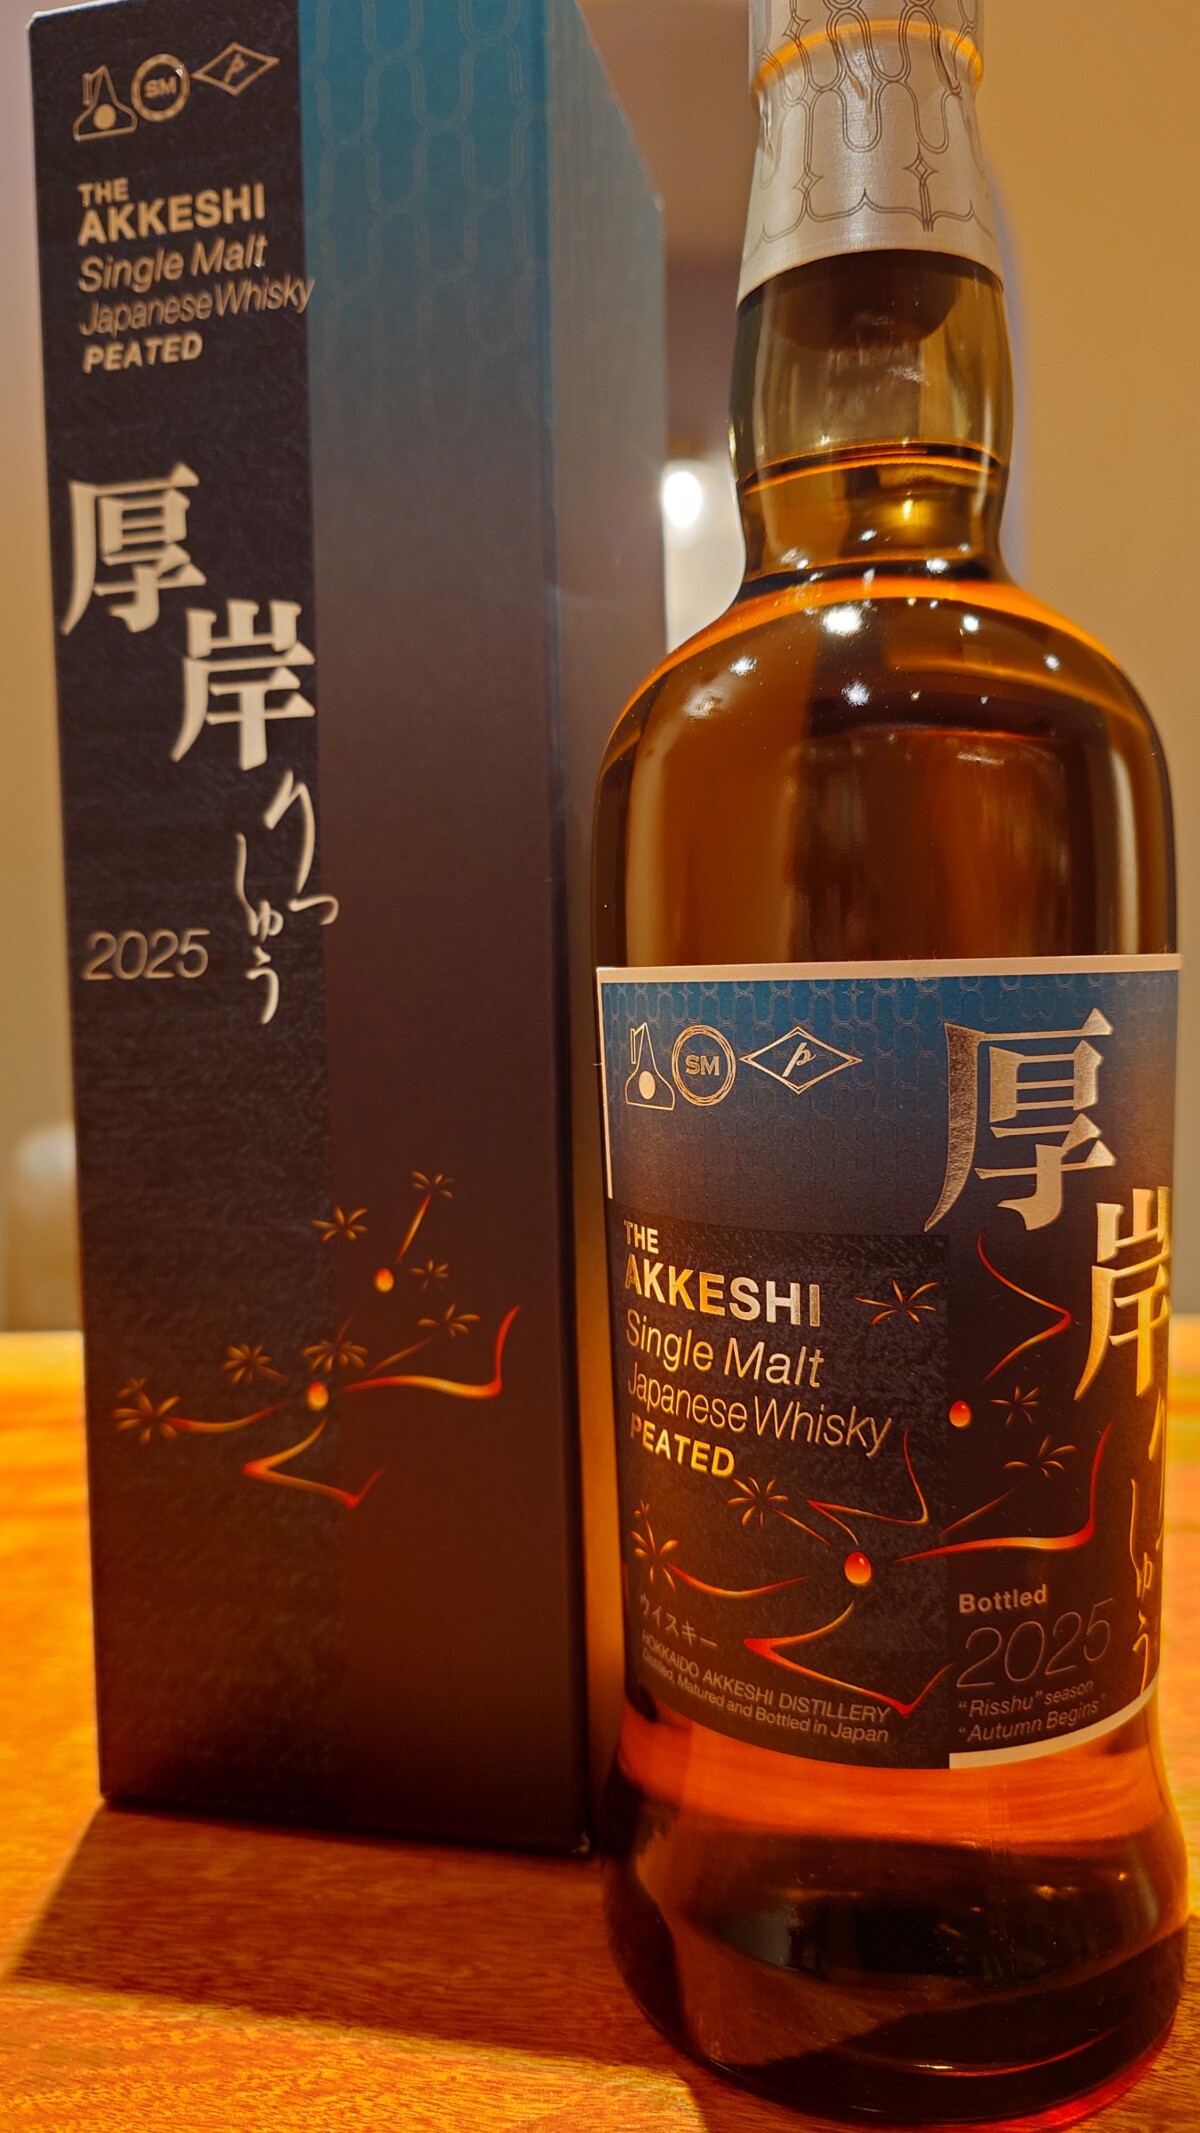 SM
p
THE
AKKESHI
Single Malt
Japanese Whisky
PEATED
厚岸
りっしゅう
2025
SM
p
厚岸
THE
AKKESHI
Single Malt
Japanese Whisky
PEATED
ウイスキー
HOKKAIDO AKKESHI DISTILLERY
Distilled, Matured and Bottled in Japan
Bottled
2025
"Risshu" season
"Autumn Begins"